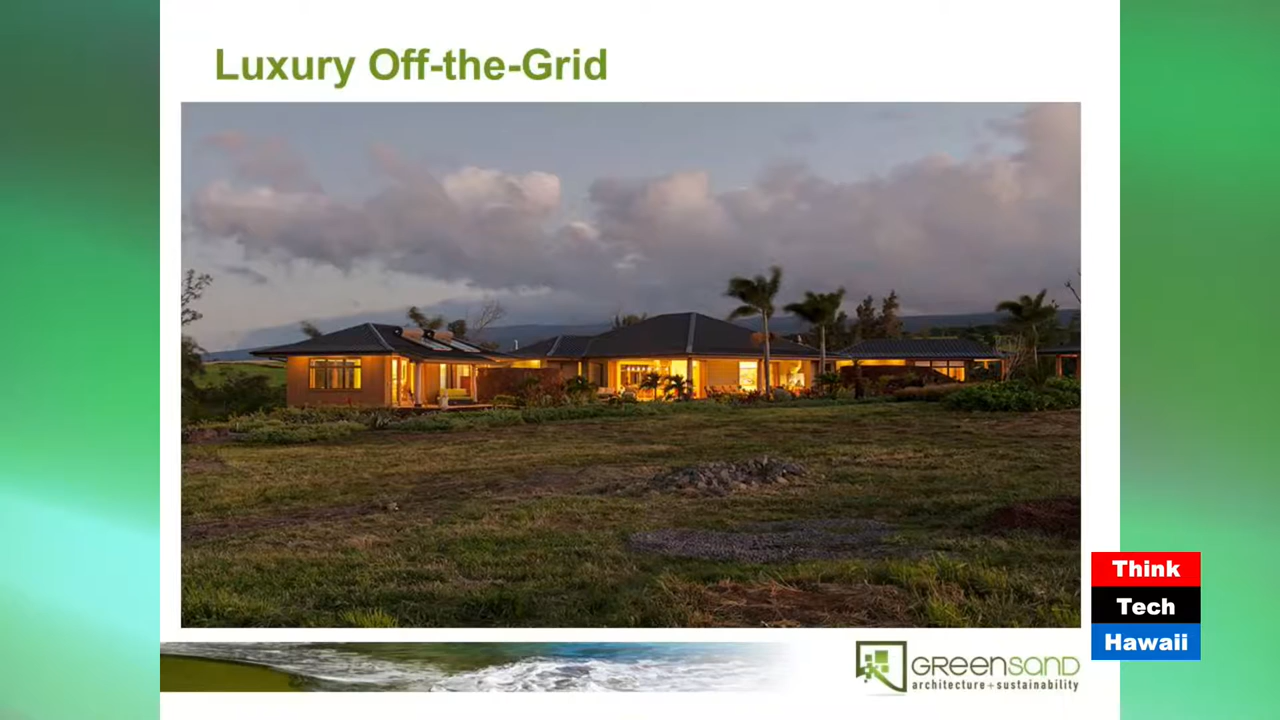 Luxury Off-the-Grid
Think
Tech
Hawaii
GREENSAND
architecture+sustainability